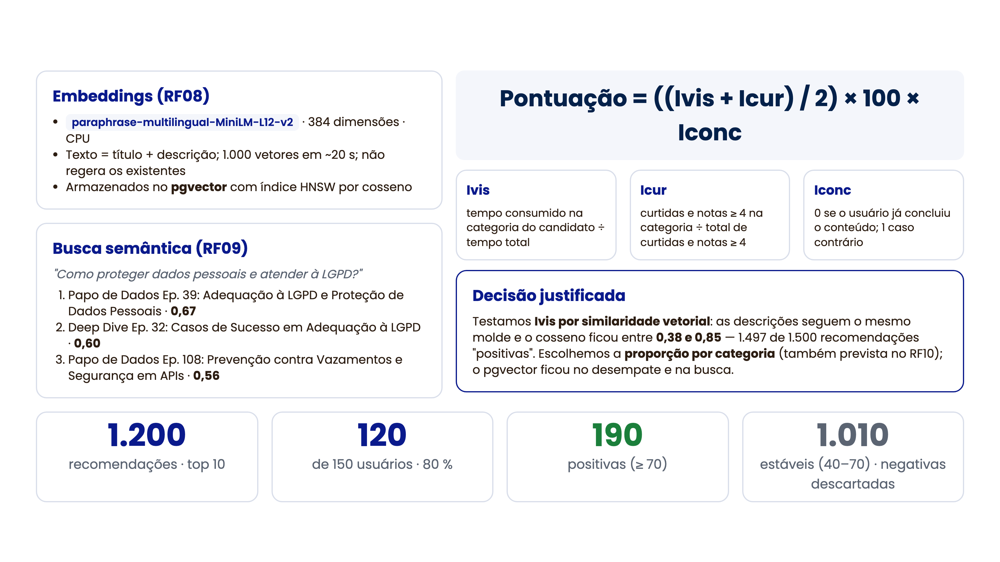 Embeddings (RF08)
• paraphrase-multilingual-MiniLM-L12-v2 · 384 dimensões ·
CPU
• Texto = título + descrição; 1.000 vetores em ~20 s; não
regera os existentes
• Armazenados no pgvector com índice HNSW por cosseno
Busca semântica (RF09)
"Como proteger dados pessoais e atender à LGPD?"
1. Papo de Dados Ep. 39: Adequação à LGPD e Proteção de
Dados Pessoais · 0,67
2. Deep Dive Ep. 32: Casos de Sucesso em Adequação à LGPD
· 0,60
3. Papo de Dados Ep. 108: Prevenção contra Vazamentos e
Segurança em APIs · 0,56
Pontuação = ((Ivis + Icur) / 2) × 100 ×
Iconc
Ivis
tempo consumido na
categoria do candidato ÷
tempo total
Icur
curtidas e notas ≥ 4 na
categoria ÷ total de
curtidas e notas ≥ 4
Iconc
0 se o usuário já concluiu
o conteúdo; 1 caso
contrário
Decisão justificada
Testamos Ivis por similaridade vetorial: as descrições seguem o mesmo
molde e o cosseno ficou entre 0,38 e 0,85 — 1.497 de 1.500 recomendações
"positivas". Escolhemos a proporção por categoria (também prevista no RF10);
o pgvector ficou no desempate e na busca.
1.200
recomendações · top 10
120
de 150 usuários · 80 %
190
positivas (≥ 70)
1.010
estáveis (40–70) · negativas
descartadas